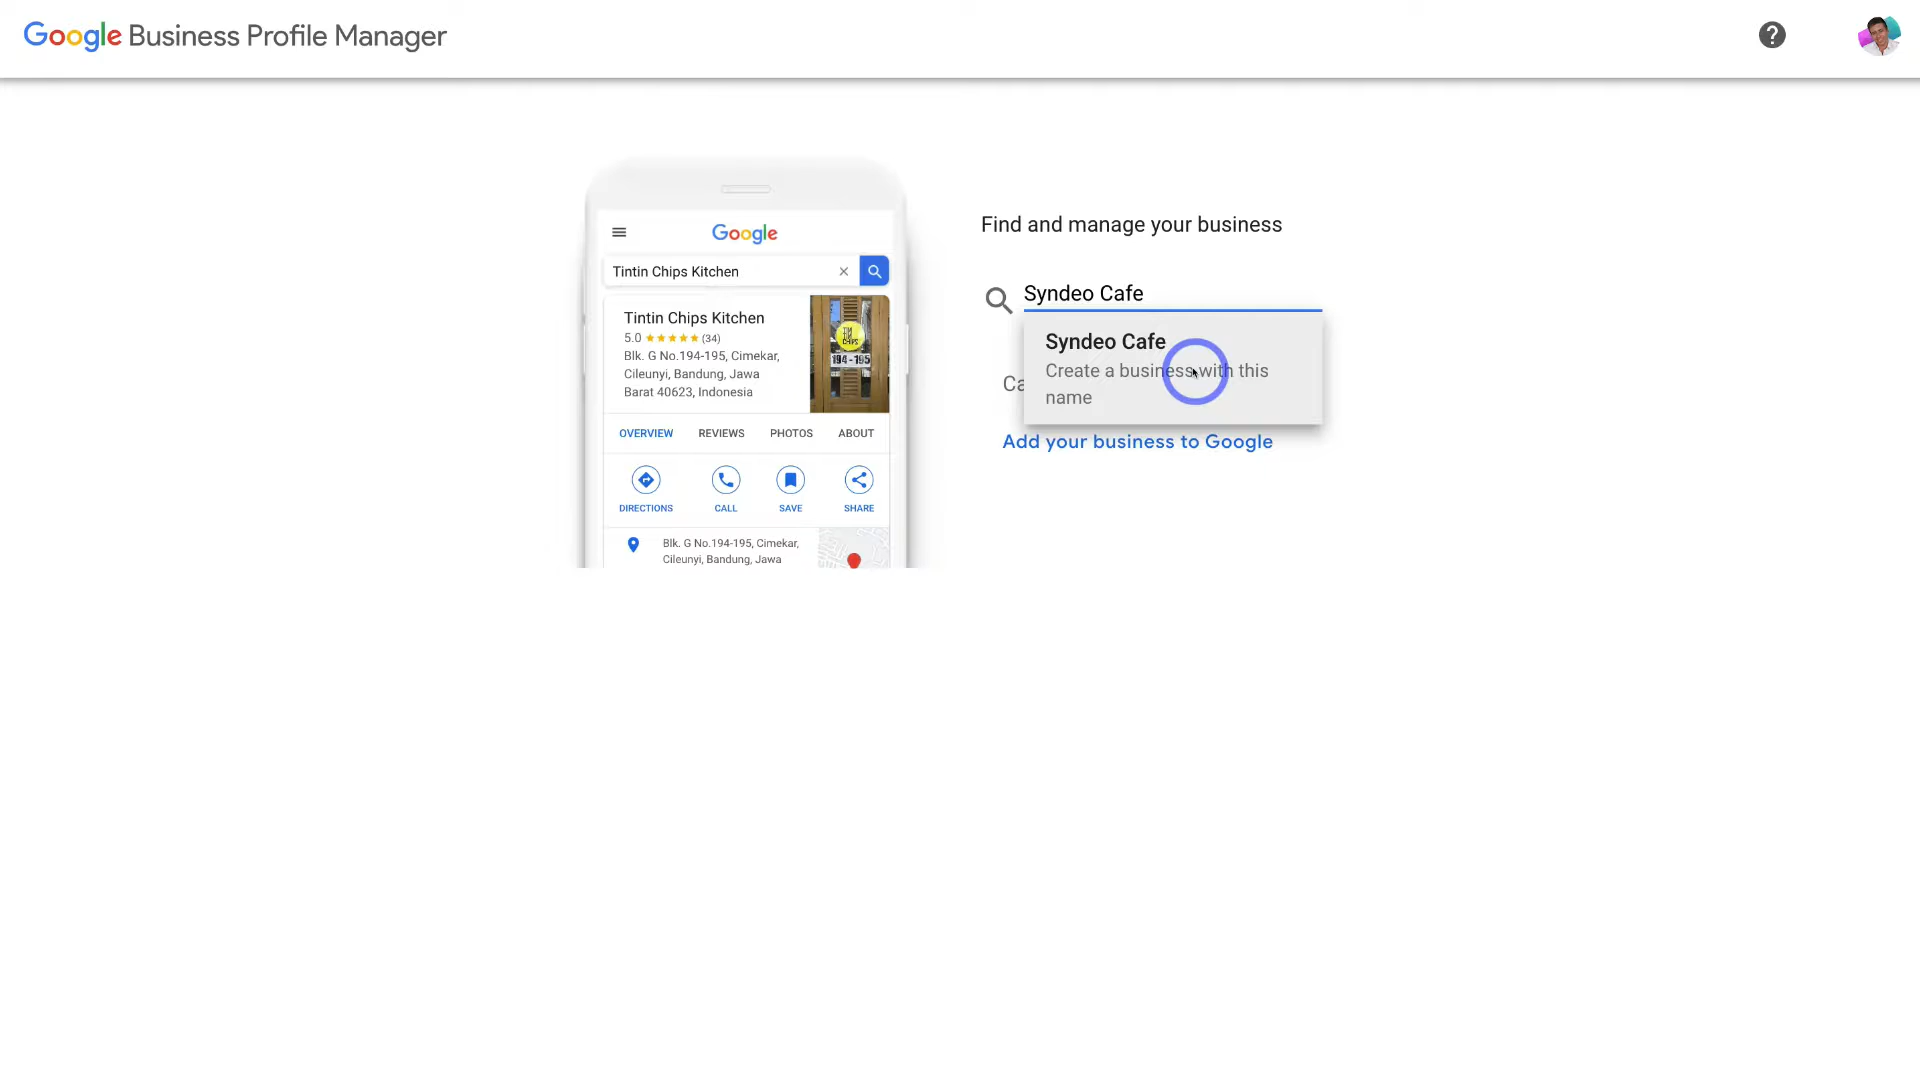 Google Business Profile Manager
?
Google
Tintin Chips Kitchen
Tintin Chips Kitchen
5.0 (34)
Blk. G No.194-195, Cimekar,
Cileunyi, Bandung, Jawa
Barat 40623, Indonesia
TIN
TIN
CHIPS
194-195
OVERVIEW REVIEWS PHOTOS ABOUT
DIRECTIONS CALL SAVE SHARE
Blk. G No.194-195, Cimekar,
Cileunyi, Bandung, Jawa
Find and manage your business
Syndeo Cafe
Syndeo Cafe
Create a business with this
name
Ca
Add your business to Google